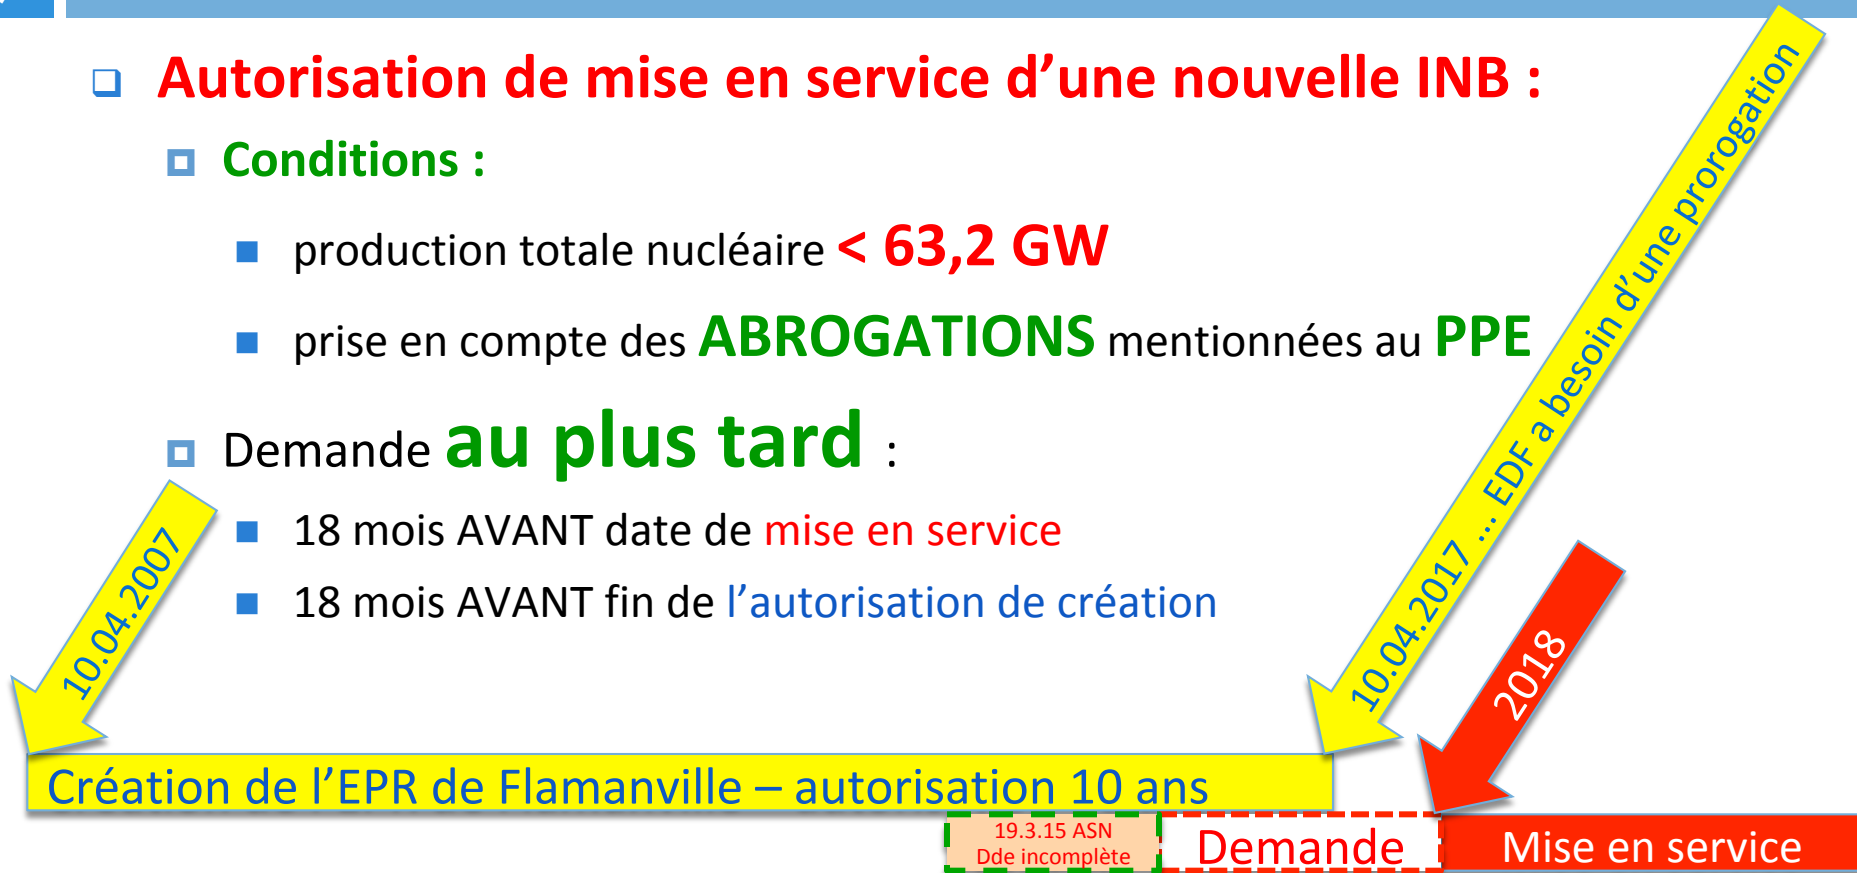 Autorisation de mise en service d’une nouvelle INB :
Conditions :
production totale nucléaire < 63,2 GW
prise en compte des ABROGATIONS mentionnées au PPE
Demande au plus tard :
18 mois AVANT date de mise en service
18 mois AVANT fin de l’autorisation de création
10.04.2007
10.04.2017 ... EDF a besoin d’une prorogation
2018
Création de l’EPR de Flamanville – autorisation 10 ans
19.3.15 ASN
Dde incomplète
Demande
Mise en service